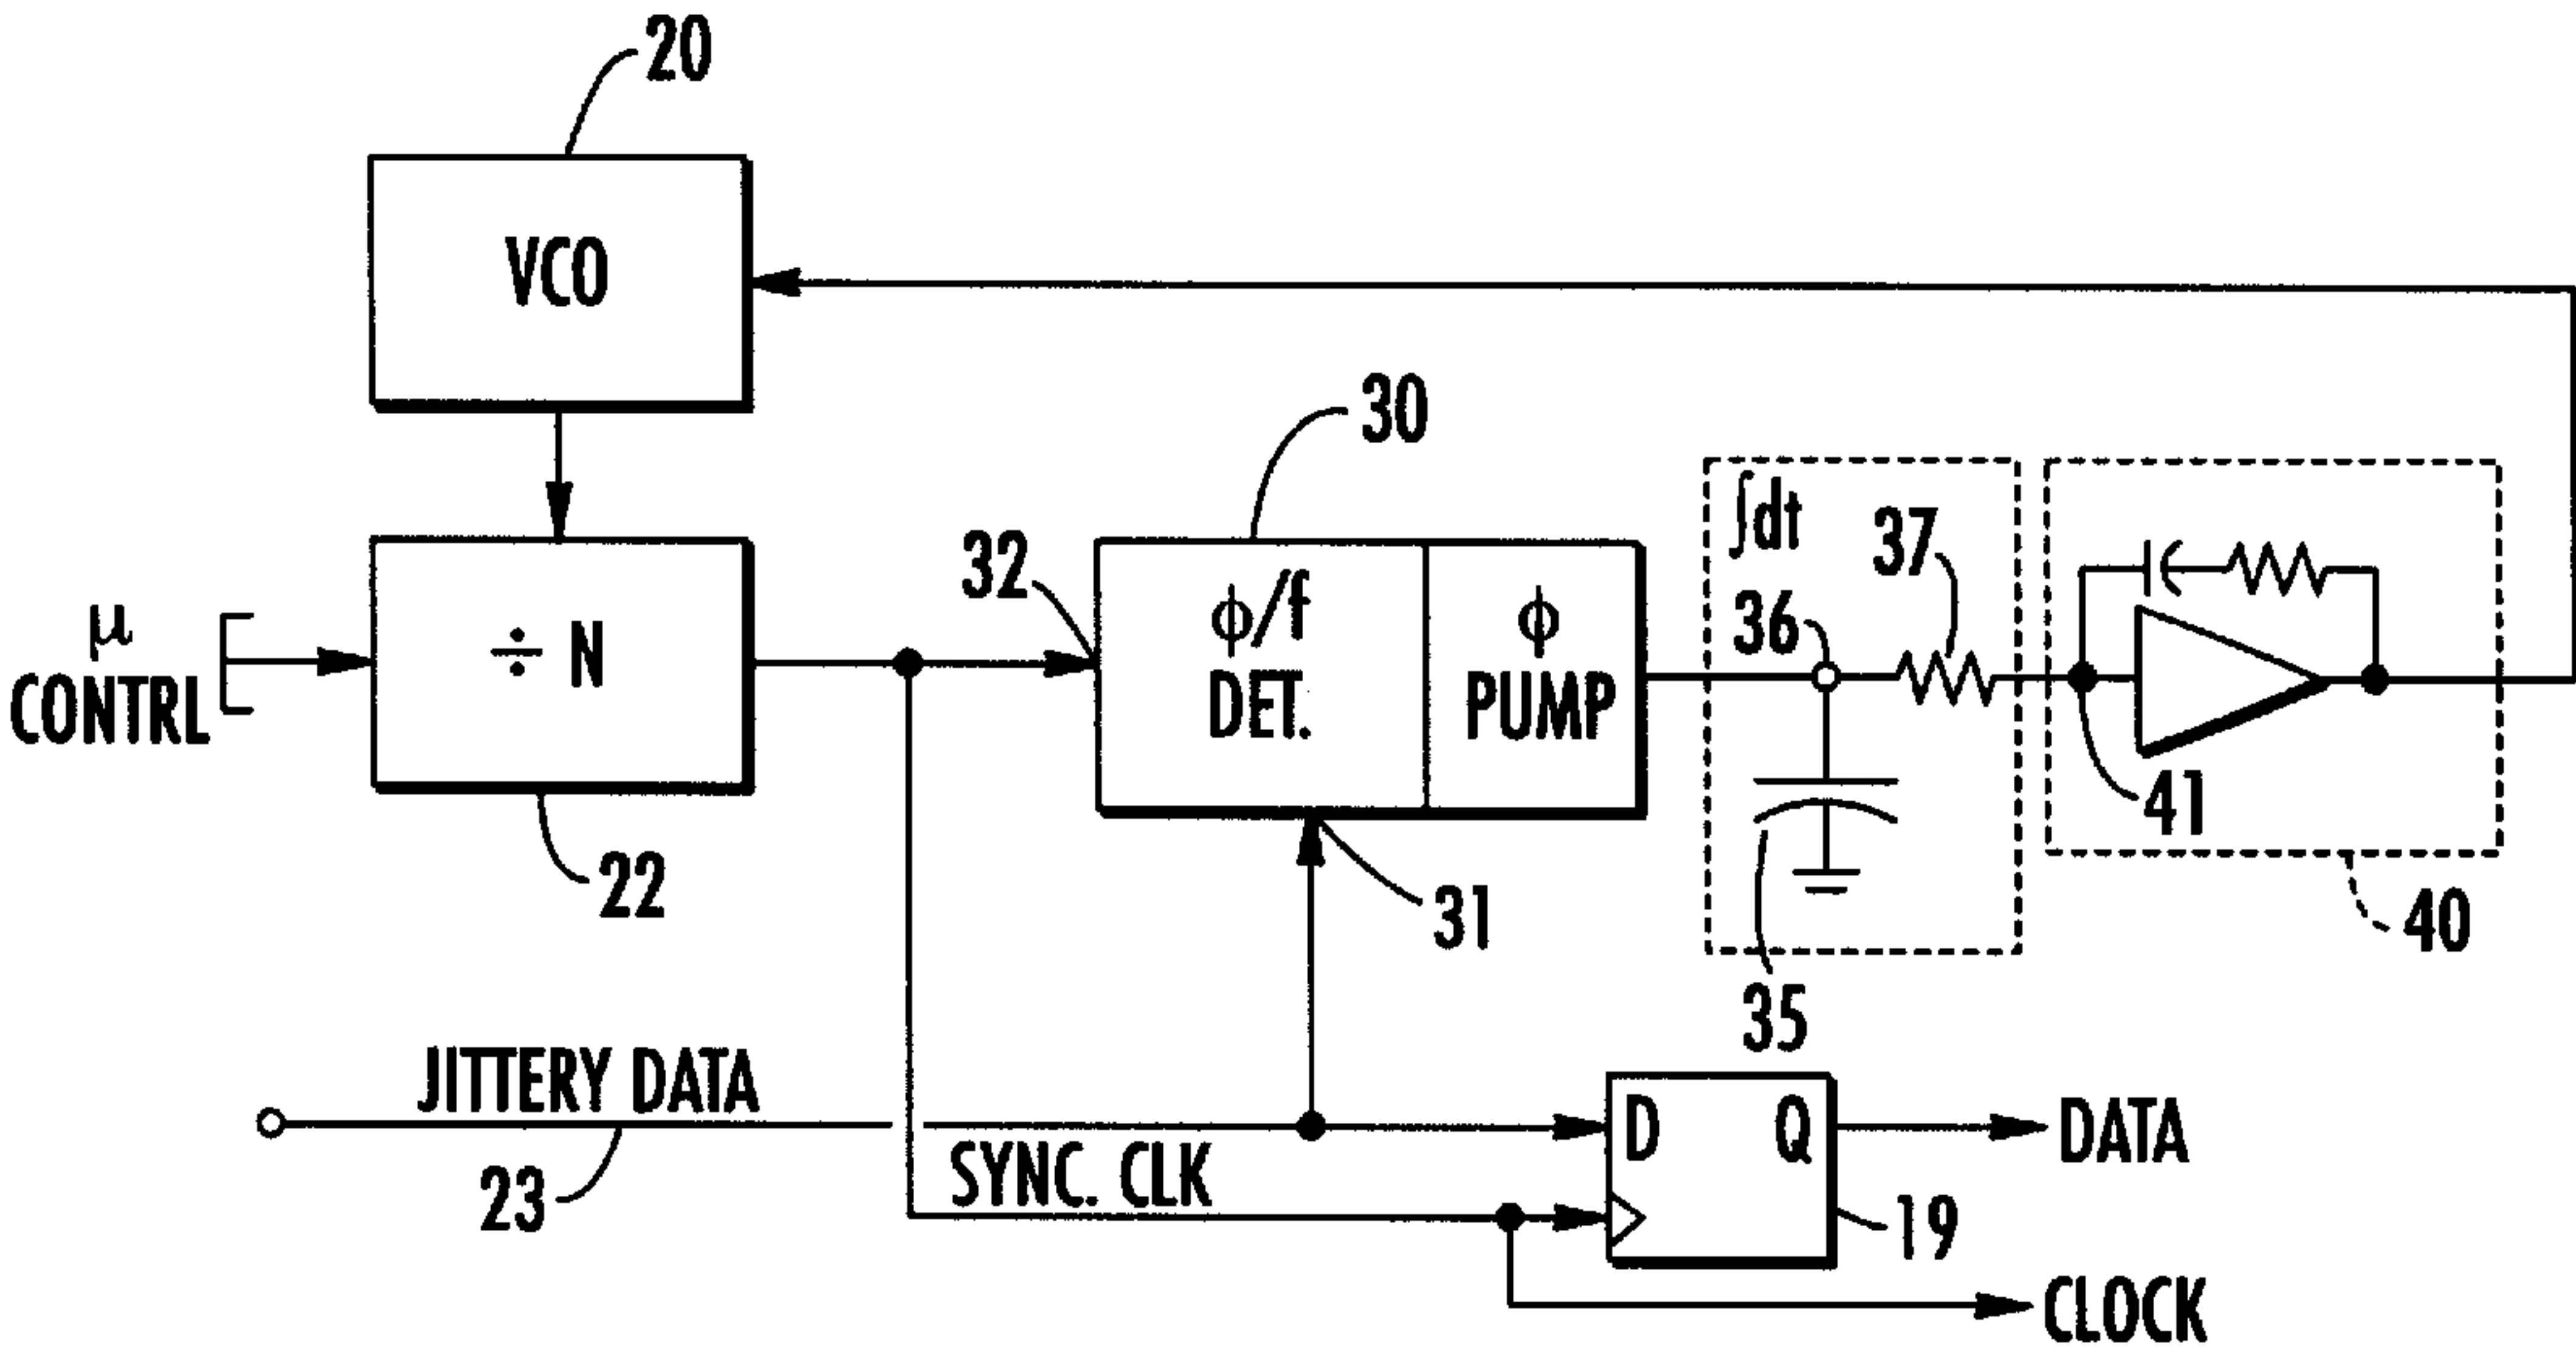 20
VCO
30
32
φ/f
DET.
φ
PUMP
∫dt
37
36
μ
CONTRL
÷ N
22
41
31
40
35
JITTERY DATA
23
SYNC. CLK
D
Q
DATA
19
CLOCK